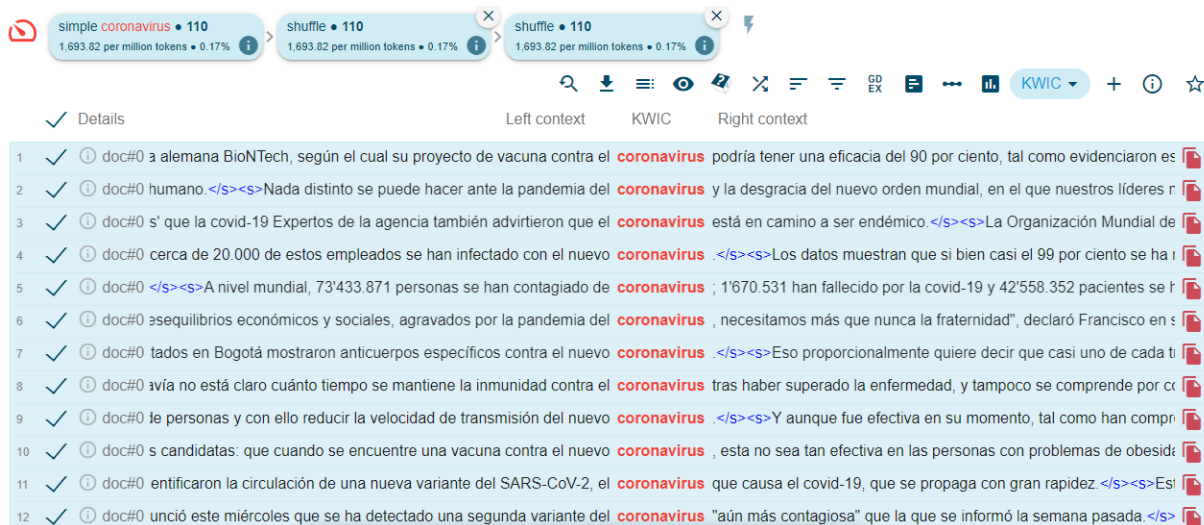 simple coronavirus • 110
1,693.82 per million tokens • 0.17%
shuffle • 110
1,693.82 per million tokens • 0.17%
shuffle • 110
1,693.82 per million tokens • 0.17%
GD EX
KWIC
Details Left context KWIC Right context
1 doc#0 a alemana BioNTech, según el cual su proyecto de vacuna contra el coronavirus podría tener una eficacia del 90 por ciento, tal como evidenciaron es
2 doc#0 humano.</s><s>Nada distinto se puede hacer ante la pandemia del coronavirus y la desgracia del nuevo orden mundial, en el que nuestros líderes
3 doc#0 s' que la covid-19 Expertos de la agencia también advirtieron que el coronavirus está en camino a ser endémico.</s><s>La Organización Mundial de
4 doc#0 cerca de 20.000 de estos empleados se han infectado con el nuevo coronavirus .</s><s>Los datos muestran que si bien casi el 99 por ciento se ha
5 doc#0 </s><s>A nivel mundial, 73'433.871 personas se han contagiado de coronavirus ; 1'670.531 han fallecido por la covid-19 y 42'558.352 pacientes se
6 doc#0 esequilibrios económicos y sociales, agravados por la pandemia del coronavirus , necesitamos más que nunca la fraternidad", declaró Francisco en s
7 doc#0 tados en Bogotá mostraron anticuerpos específicos contra el nuevo coronavirus .</s><s>Eso proporcionalmente quiere decir que casi uno de cada
8 doc#0 avía no está claro cuánto tiempo se mantiene la inmunidad contra el coronavirus tras haber superado la enfermedad, y tampoco se comprende por
9 doc#0 de personas y con ello reducir la velocidad de transmisión del nuevo coronavirus .</s><s>Y aunque fue efectiva en su momento, tal como han compr
10 doc#0 s candidatas: que cuando se encuentre una vacuna contra el nuevo coronavirus , esta no sea tan efectiva en las personas con problemas de obesida
11 doc#0 entificaron la circulación de una nueva variante del SARS-CoV-2, el coronavirus que causa el covid-19, que se propaga con gran rapidez.</s><s>Est
12 doc#0 unció este miércoles que se ha detectado una segunda variante del coronavirus "aún más contagiosa" que la que se informó la semana pasada.</s>